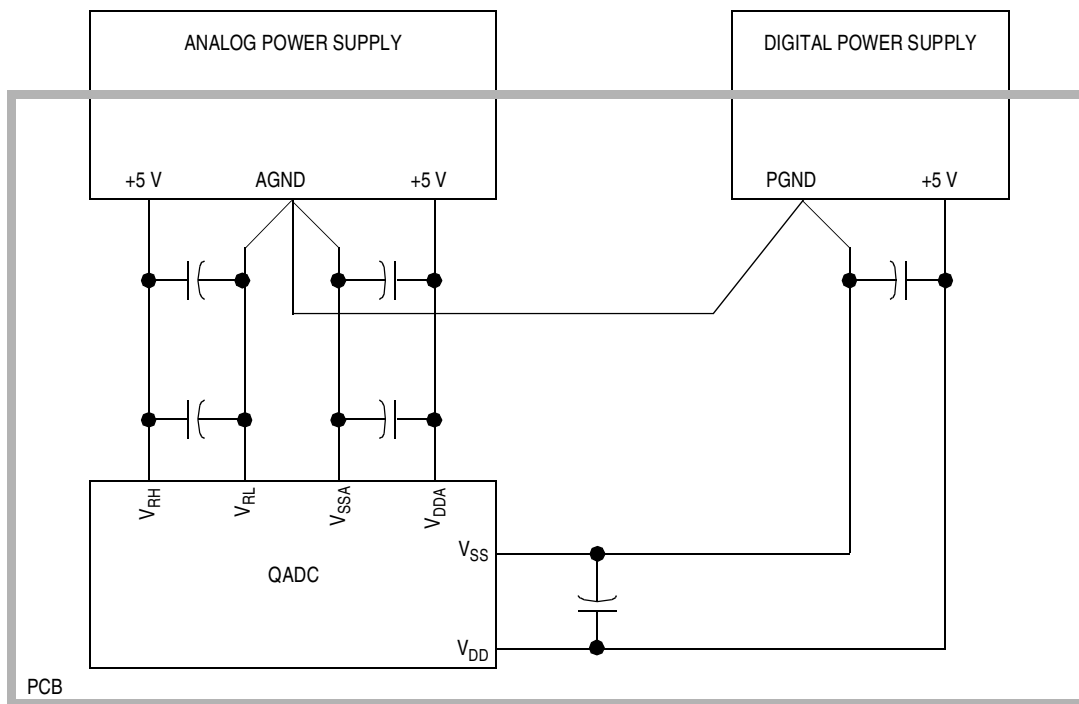 ANALOG POWER SUPPLY
DIGITAL POWER SUPPLY
+5 V
AGND
+5 V
PGND
+5 V
VRH
VRL
VSSA
VDDA
VSS
QADC
VDD
PCB